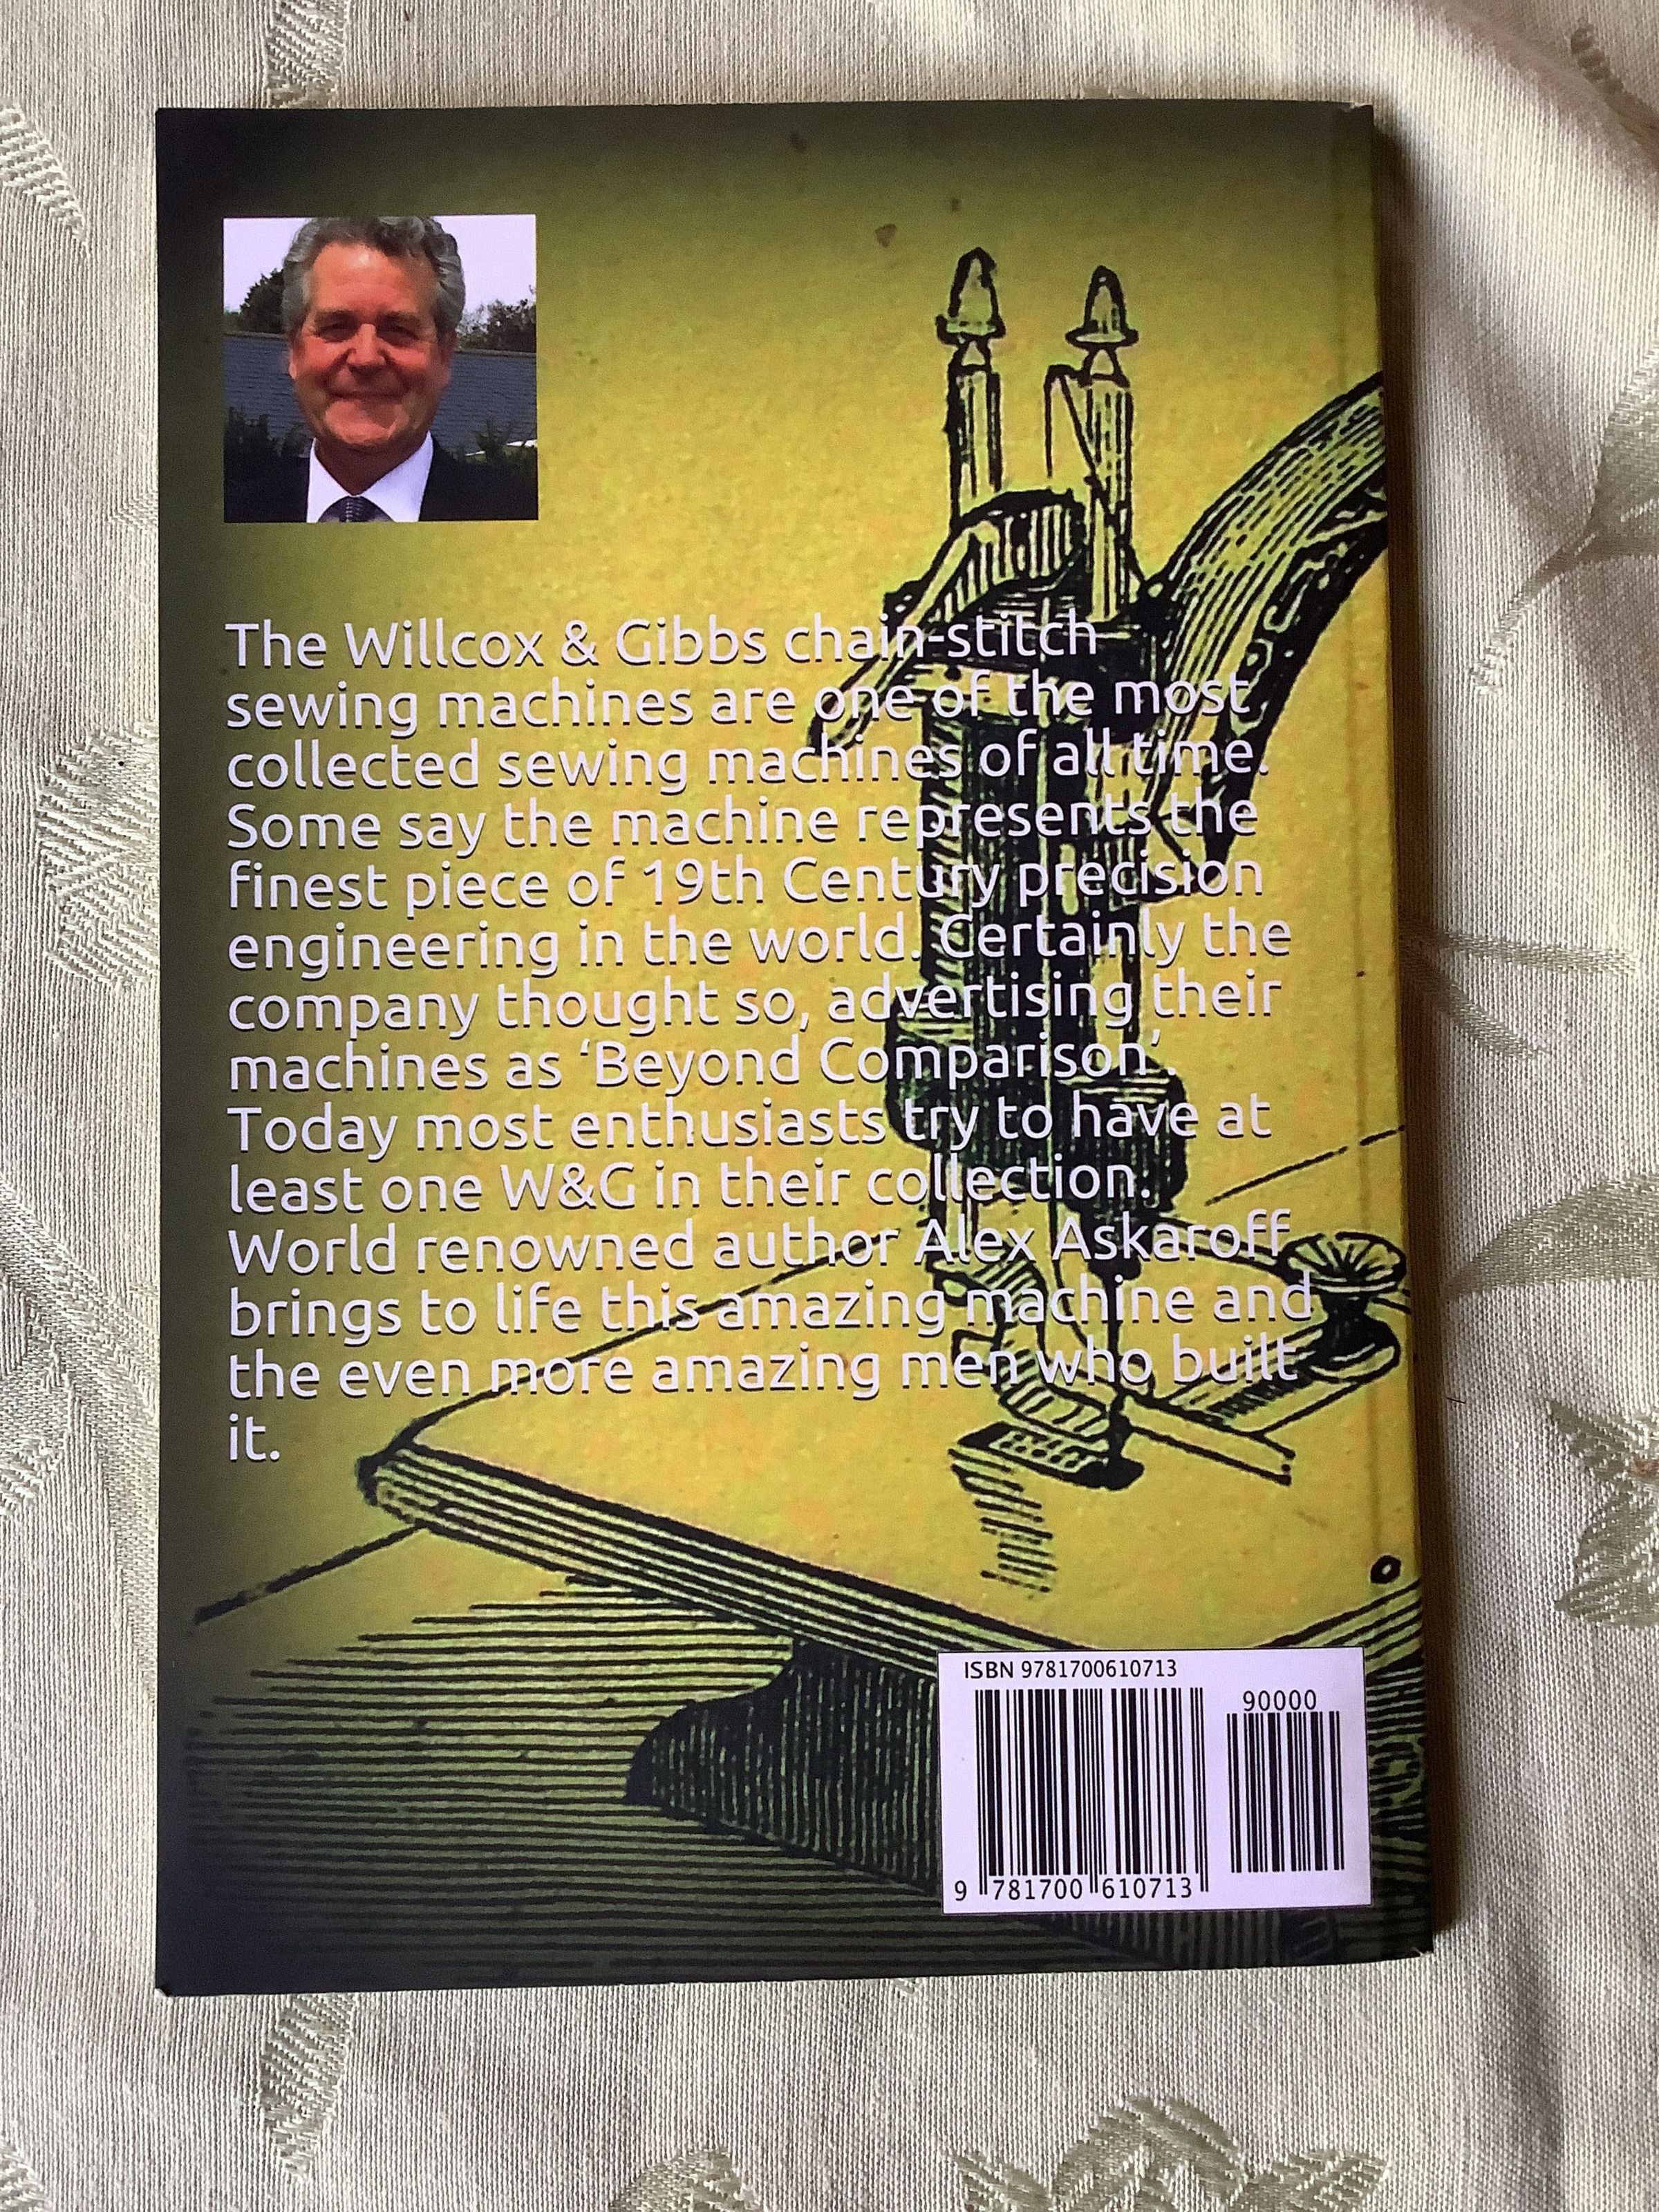 The Willcox & Gibbs chain-stitch
sewing machines are one of the most
collected sewing machines of all time.
Some say the machine represents the
finest piece of 19th Century precision
engineering in the world. Certainly the
company thought so, advertising their
machines as ‘Beyond Comparison’.
Today most enthusiasts try to have at
least one W&G in their collection.
World renowned author Alex Askaroff
brings to life this amazing machine and
the even more amazing men who built
it.
ISBN 9781700610713
90000
9 781700 610713